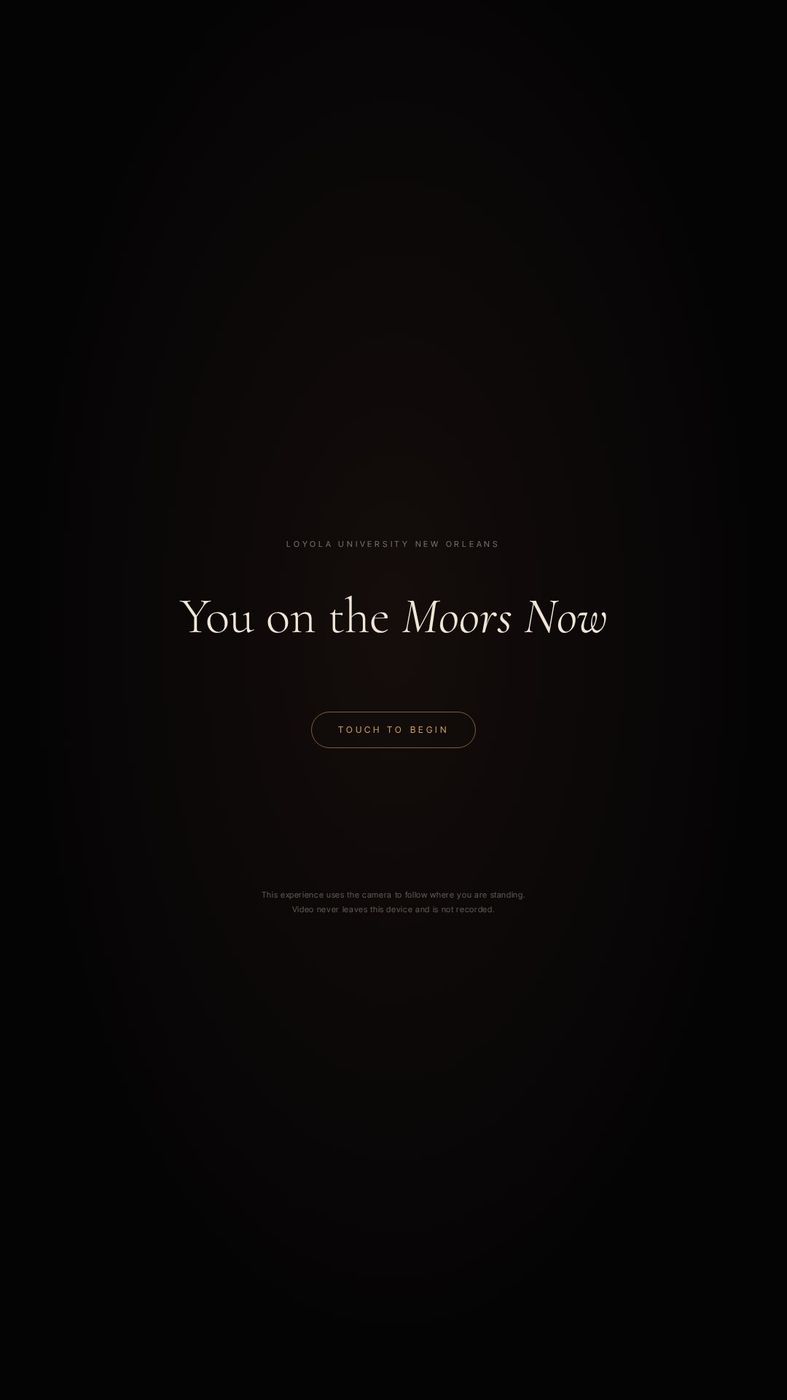 LOYOLA UNIVERSITY NEW ORLEANS
You on the Moors Now
TOUCH TO BEGIN
This experience uses the camera to follow where you are standing.
Video never leaves this device and is not recorded.